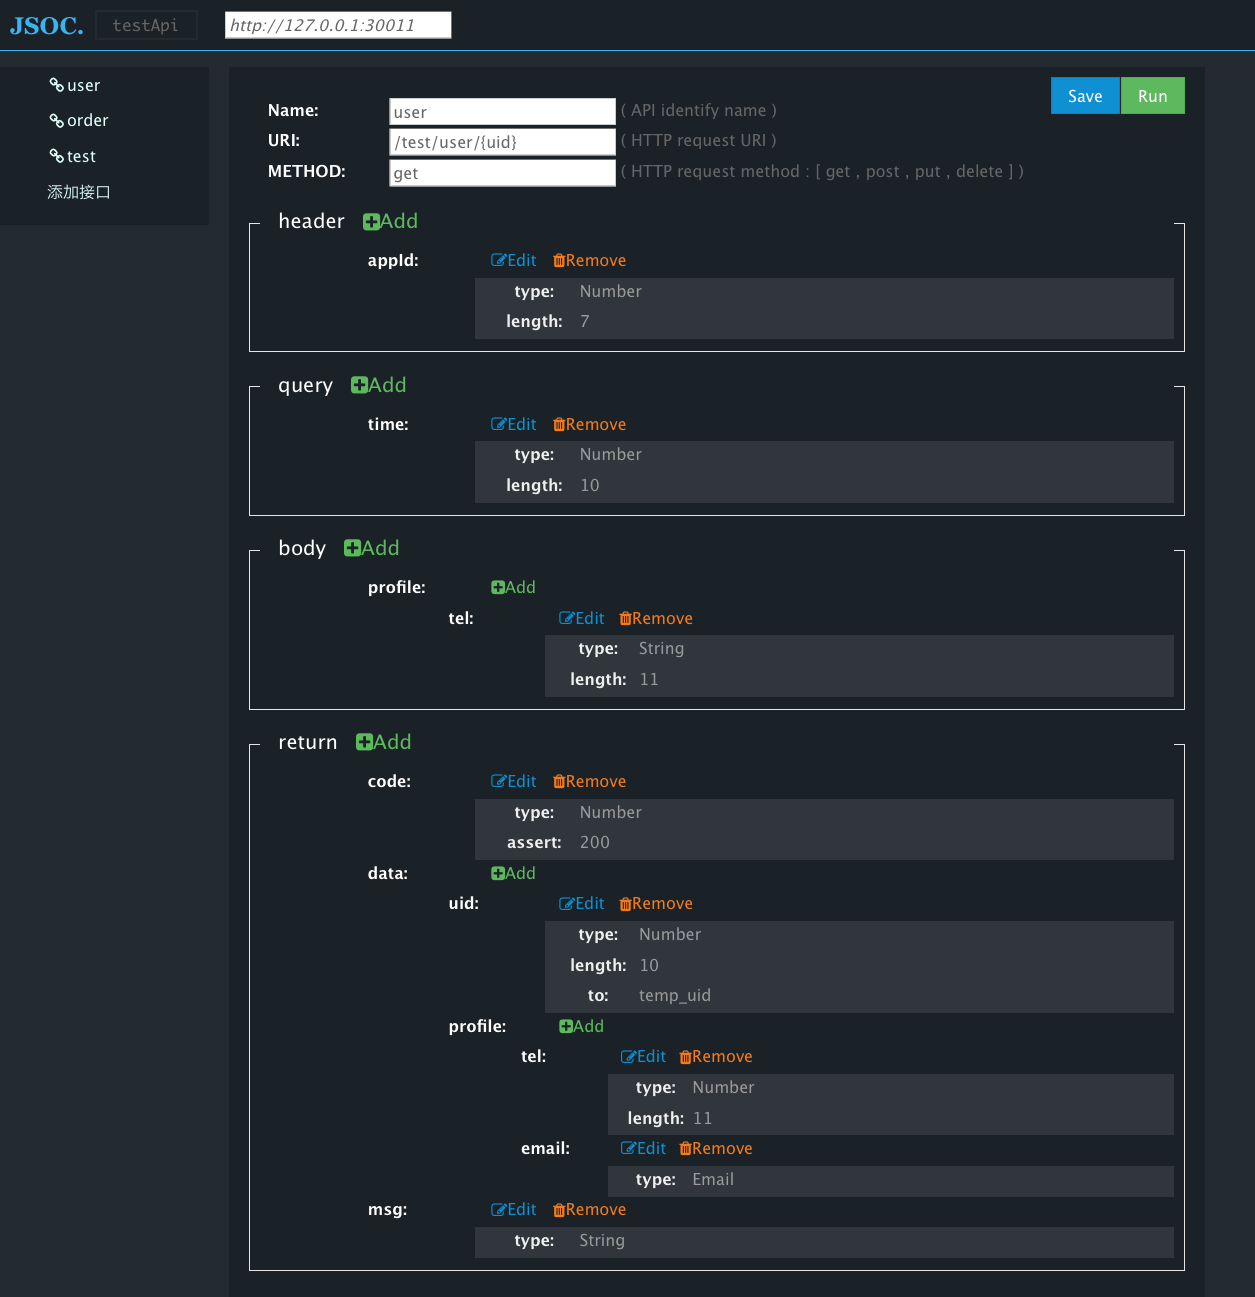 JSOC. testApi http://127.0.0.1:30011
user
order
test
添加接口
Save Run
Name: user ( API identify name )
URI: /test/user/{uid} ( HTTP request URI )
METHOD: get ( HTTP request method : [ get , post , put , delete ] )
header Add
appId: Edit Remove
type: Number
length: 7
query Add
time: Edit Remove
type: Number
length: 10
body Add
profile: Add
tel: Edit Remove
type: String
length: 11
return Add
code: Edit Remove
type: Number
assert: 200
data: Add
uid: Edit Remove
type: Number
length: 10
to: temp_uid
profile: Add
tel: Edit Remove
type: Number
length: 11
email: Edit Remove
type: Email
msg: Edit Remove
type: String